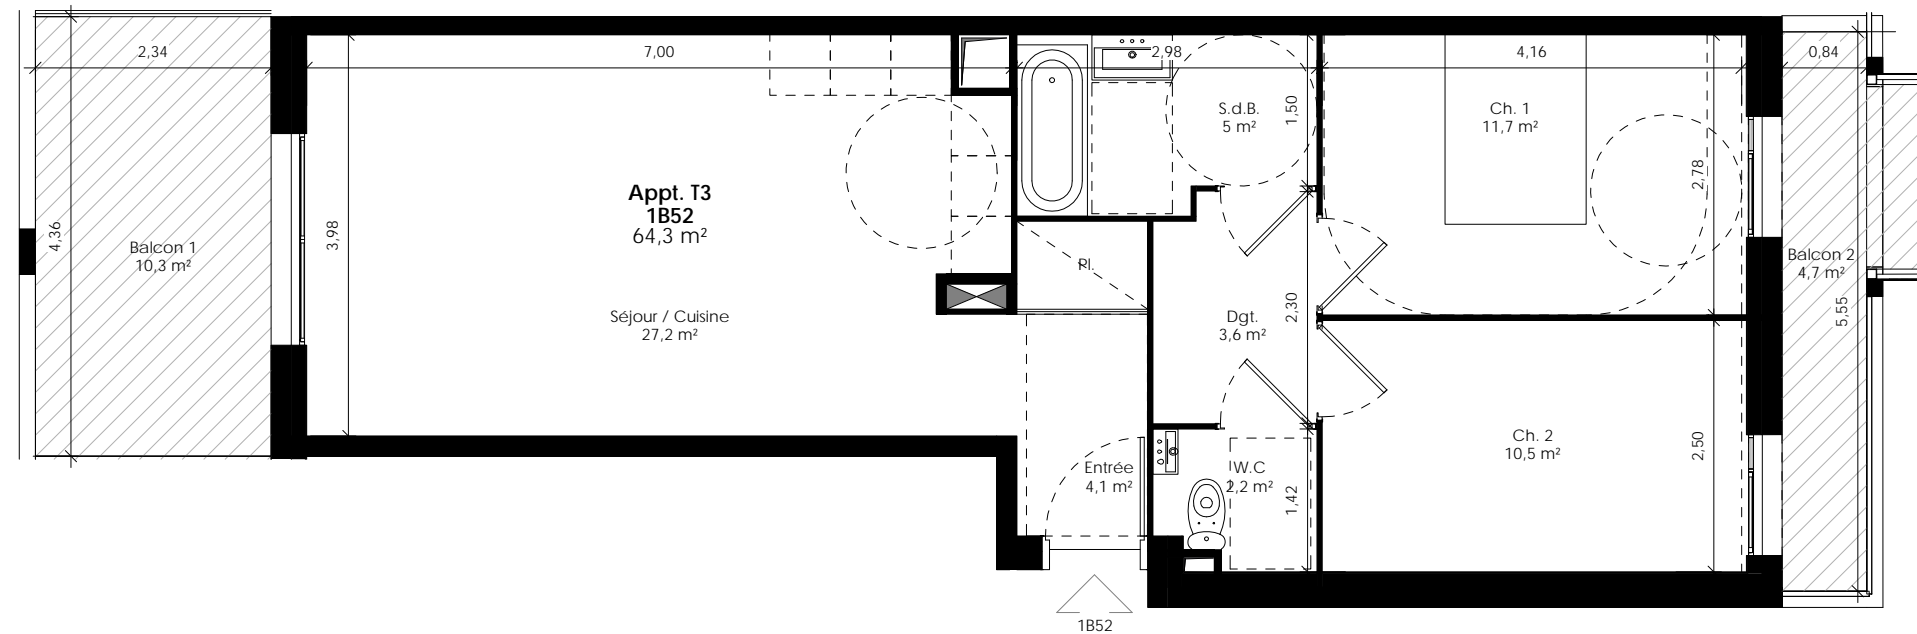 2,34
7,00
2,98
4,16
0,84
S.d.B.
5 m²
1,50
Ch. 1
11,7 m²
2,78
Appt. T3
1B52
64,3 m²
4,36
3,98
Balcon 1
10,3 m²
Pl.
Balcon 2
4,7 m²
5,55
Séjour / Cuisine
27,2 m²
Dgt.
3,6 m²
2,30
Ch. 2
10,5 m²
2,50
Entrée
4,1 m²
W.C
2,2 m²
1,42
1B52